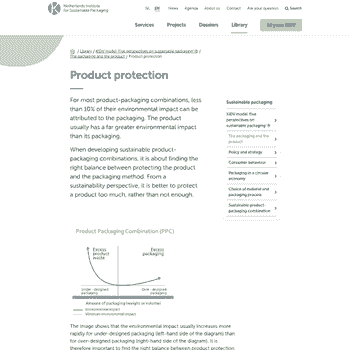 Netherlands Institute
for Sustainable Packaging
NL EN News Agenda About us Contact Are you a client? Search
Services Projects Dossiers Library
/ Library / KIDV model: Five perspectives on sustainable packaging /
The packaging and the product / Product protection
Product protection
For most product-packaging combinations, less
than 10% of their environmental impact can be
attributed to the packaging. The product
usually has a far greater environmental impact
than its packaging.
When developing sustainable product-
packaging combinations, it is about finding the
right balance between protecting the product
and the packaging method. From a
sustainability perspective, it is better to protect
a product too much, rather than not enough.
Sustainable packaging
KIDV model: five
perspectives on
sustainable packaging
The packaging and the
product
Policy and strategy
Consumer behaviour
Packaging in a circular
economy
Choice of material and
packaging process
Sustainable product-
packaging combination
Product Packaging Combination (PPC)
Excess
product
waste
Excess
packaging
Under-designed
packaging
Over-designed
packaging
Amount of packaging (weight or volume)
Environmental impact
Minimum environmental impact
The image shows that the environmental impact usually increases more
rapidly for under-designed packaging (left-hand side of the diagram) than
for over-designed packaging (right-hand side of the diagram). It is
therefore important to find the right balance between product protection